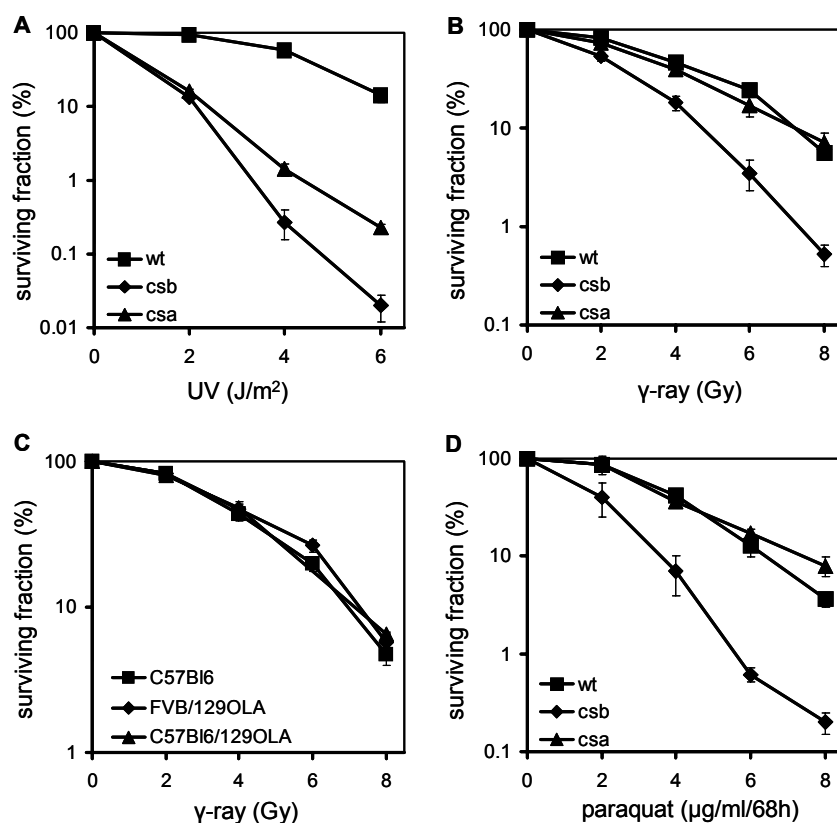 A
surviving fraction (%)
100
10
1
0.1
0.01
wt
csb
csa
0 2 4 6
UV (J/m²)
B
surviving fraction (%)
100
10
1
0.1
wt
csb
csa
0 2 4 6 8
γ-ray (Gy)
C
surviving fraction (%)
100
10
1
C57Bl6
FVB/129OLA
C57Bl6/129OLA
0 2 4 6 8
γ-ray (Gy)
D
surviving fraction (%)
100
10
1
0.1
wt
csb
csa
0 2 4 6 8
paraquat (µg/ml/68h)